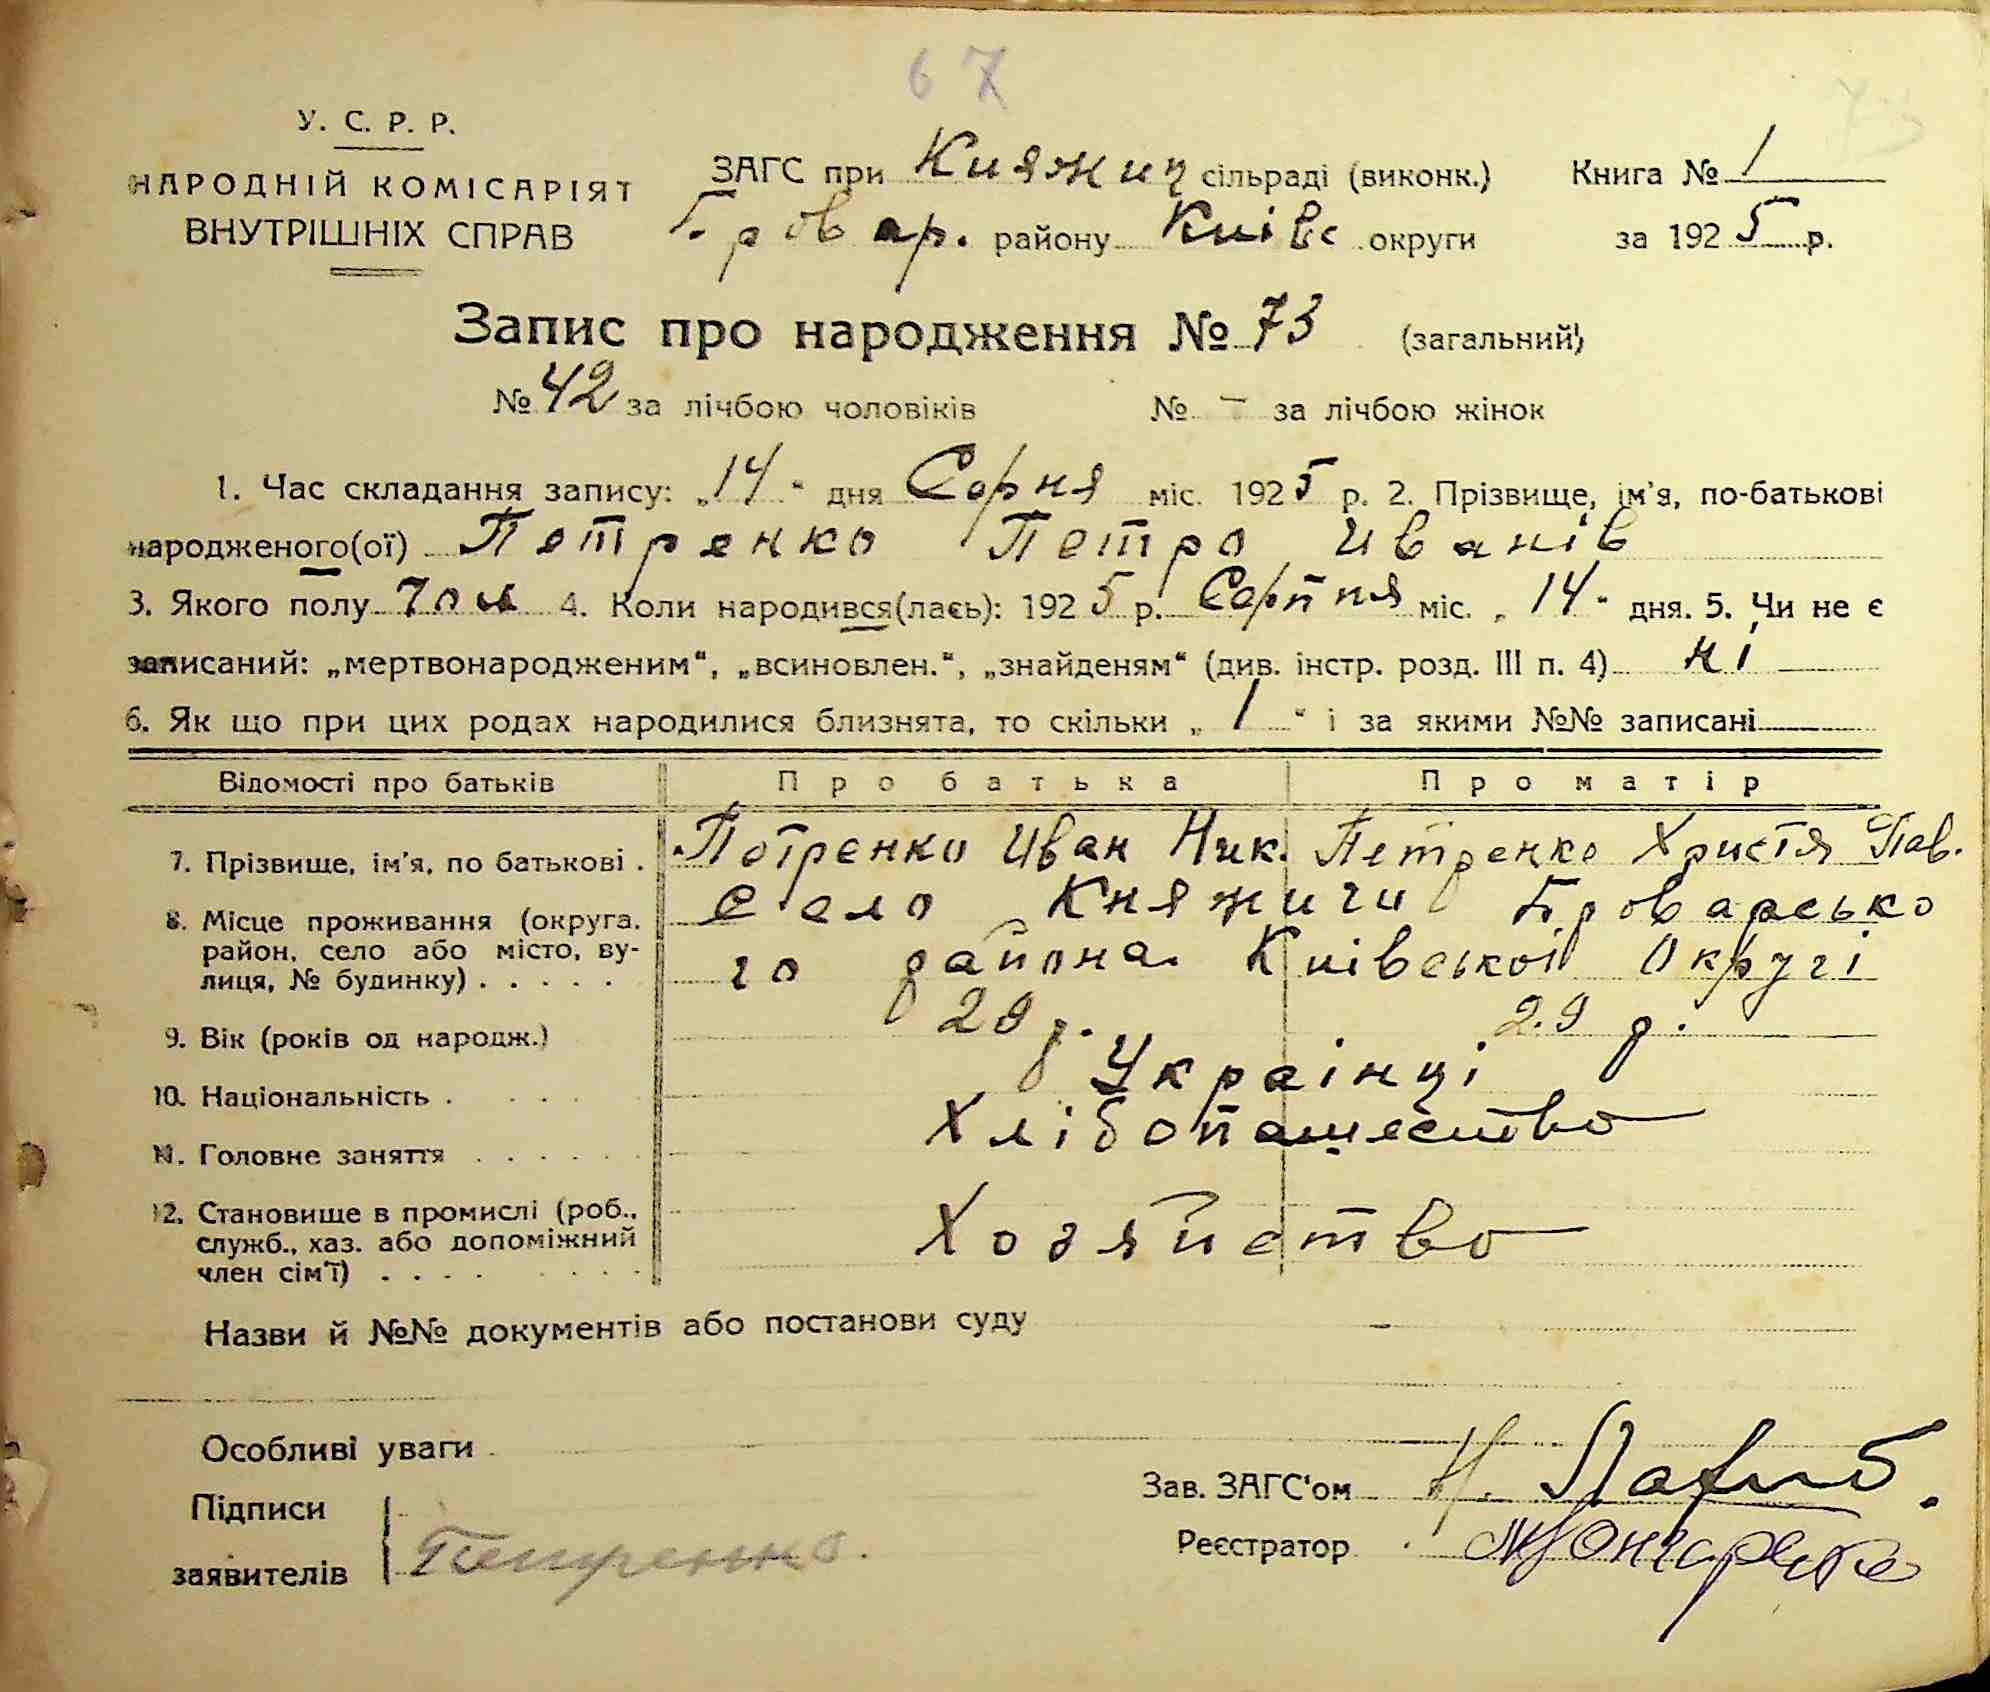 67
73
У. С. Р. Р.
НАРОДНІЙ КОМІСАРІЯТ
ВНУТРІШНІХ СПРАВ
ЗАГС при Княжиц сільраді (виконк.) Книга № 1
Бровар. району Киівс округи за 1925 р.
Запис про народження № 73 (загальний)
№ 42 за лічбою чоловіків № - за лічбою жінок
1. Час складання запису: „14“ дня Серня міс. 1925 р. 2. Прізвище, ім'я, по-батькові
народженого(ої) Петренко Петро Иванів
3. Якого полу чол 4. Коли народився(лась): 1925 р. Серпня міс. „14“ дня. 5. Чи не є
записаний: „мертвонародженим“, „всиновлен.“, „знайденям“ (див. інстр. розд. III п. 4) ні
6. Як що при цих родах народилися близнята, то скільки „1“ і за якими №№ записані
Відомості про батьків Про батька Про матір
7. Прізвище, ім'я, по батькові . Петренко Иван Ник. Петренко Христя Пав.
8. Місце проживання (округа, район, село або місто, вулиця, № будинку) . . . . .
село Княжичи Броварсько
го района Киівськоі Округі
9. Вік (років од народж.) 29 р. 29 р.
10. Національність . . . . Украінці
11. Головне заняття . . . . . . Хлібопашество
12. Становище в промислі (роб., служб., хаз. або допоміжний член сім'ї) . . . .
Хозяйство
Назви й №№ документів або постанови суду -
Особливі уваги
Зав. ЗАГС'ом Н.
Підписи
заявителів Петренко.
Реєстратор Гончаренко